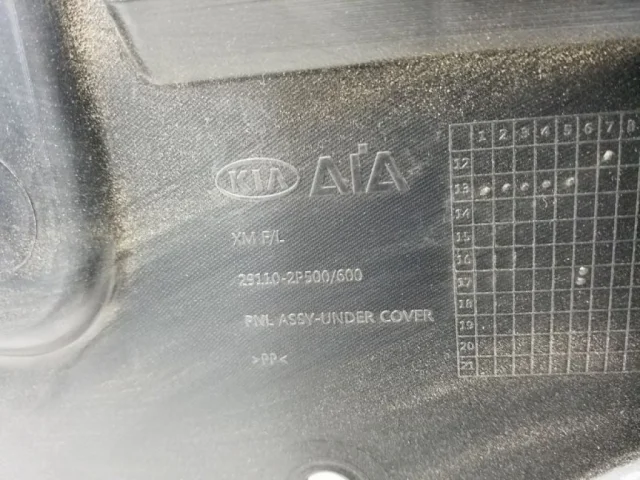 KIA AIA
XM F/L
29110-2P500/600
PNL ASSY-UNDER COVER
>PP<
1 2 3 4 5 6 7 8
12
13
14
15
16
17
18
19
20
21